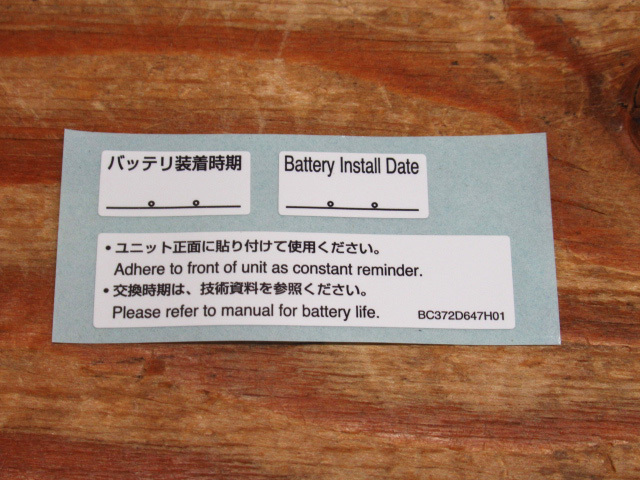 バッテリ装着時期
Battery Install Date
• ユニット正面に貼り付けて使用ください。
Adhere to front of unit as constant reminder.
• 交換時期は、技術資料を参照ください。
Please refer to manual for battery life.
BC372D647H01